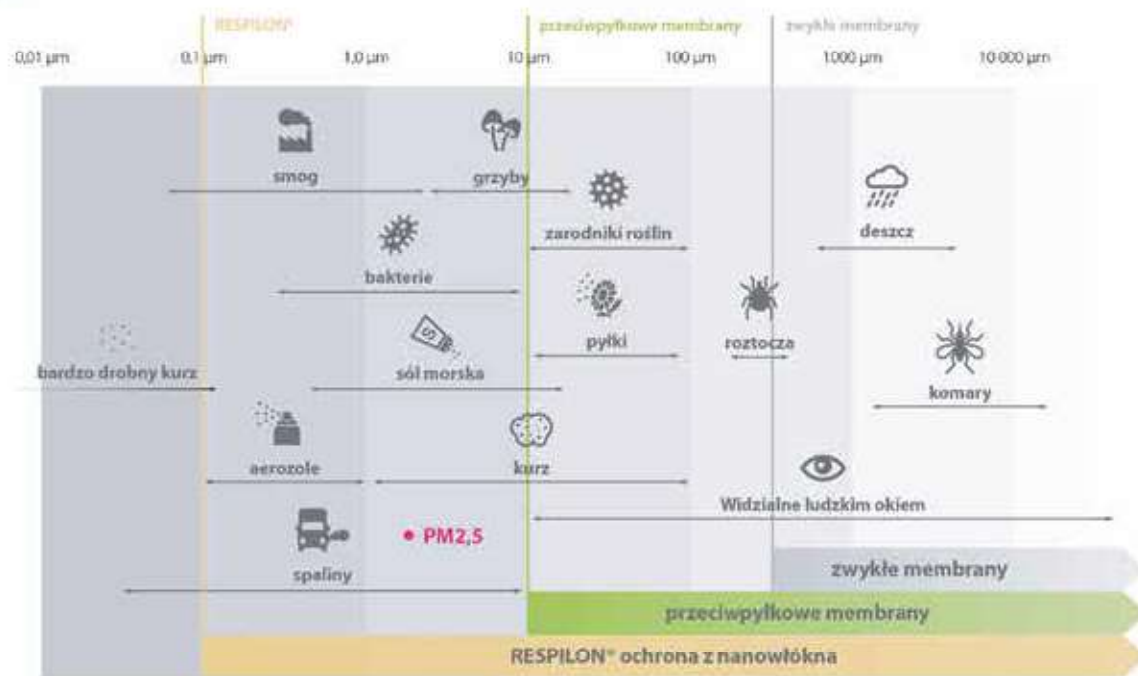 RESPILON®
przeciwpyłkowe membrany
zwykłe membrany
0,01 µm
0,1 µm
1,0 µm
10 µm
100 µm
1000 µm
10 000 µm
smog
grzyby
zarodniki roślin
deszcz
bakterie
pyłki
roztocza
bardzo drobny kurz
sól morska
komary
aerozole
kurz
Widzialne ludzkim okiem
PM2,5
spaliny
zwykłe membrany
przeciwpyłkowe membrany
RESPILON® ochrona z nanowłókna